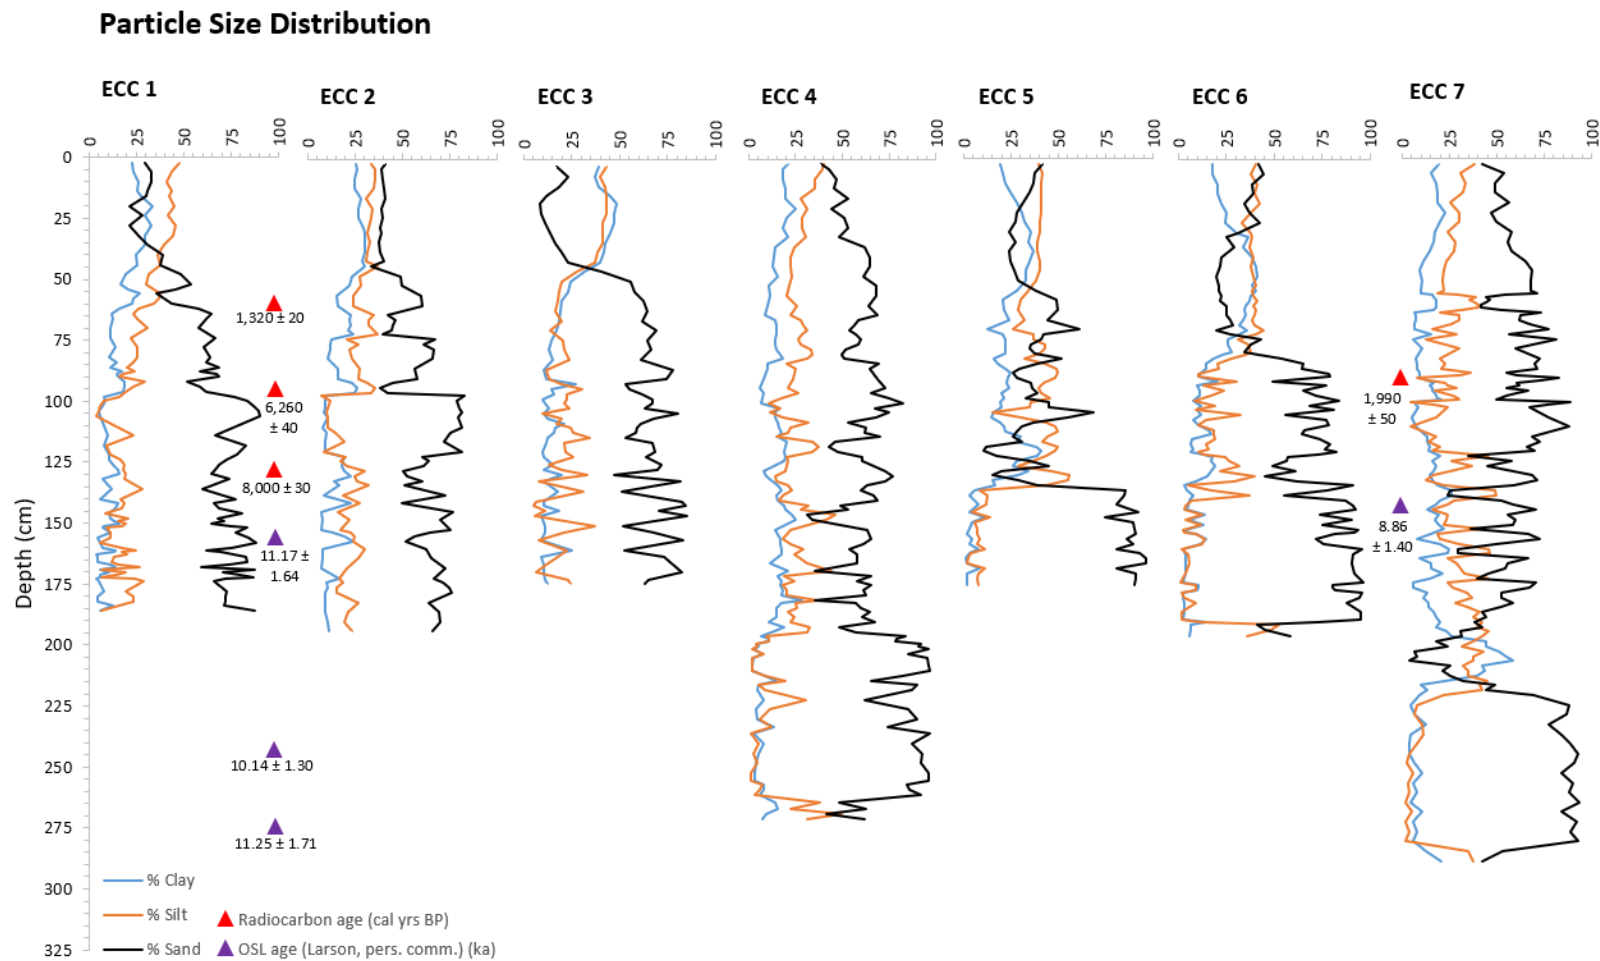 Particle Size Distribution
ECC 1
ECC 2
ECC 3
ECC 4
ECC 5
ECC 6
ECC 7
0 25 50 75 100
0 25 50 75 100
0 25 50 75 100
0 25 50 75 100
0 25 50 75 100
0 25 50 75 100
0 25 50 75 100
Depth (cm)
0
25
50
75
100
125
150
175
200
225
250
275
300
325
1,320 ± 20
6,260
± 40
8,000 ± 30
11.17 ±
1.64
10.14 ± 1.30
11.25 ± 1.71
1,990
± 50
8.86
± 1.40
% Clay
% Silt
% Sand
Radiocarbon age (cal yrs BP)
OSL age (Larson, pers. comm.) (ka)